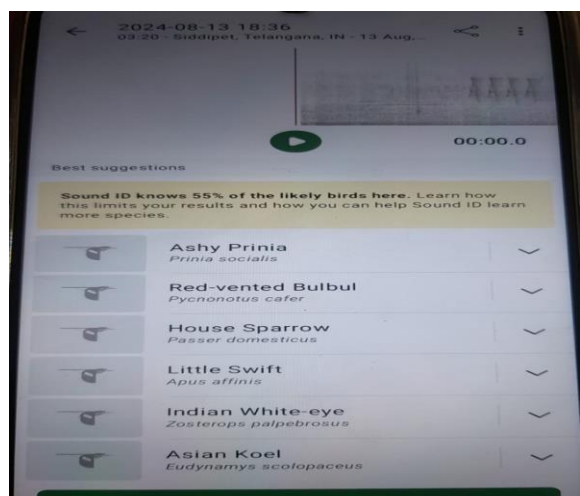 2024-08-13 18:36
03:20 - Siddipet, Telangana, IN - 13 Aug,...
00:00.0
Best suggestions
Sound ID knows 55% of the likely birds here. Learn how
this limits your results and how you can help Sound ID learn
more species.
Ashy Prinia
Prinia socialis
Red-vented Bulbul
Pycnonotus cafer
House Sparrow
Passer domesticus
Little Swift
Apus affinis
Indian White-eye
Zosterops palpebrosus
Asian Koel
Eudynamys scolopaceus